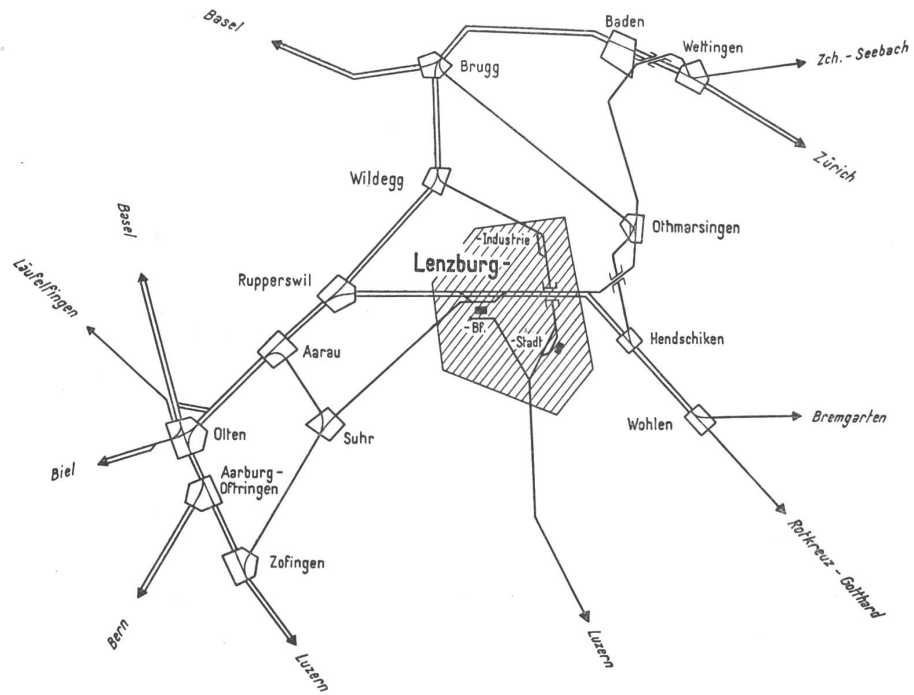 Basel
Baden
Wettingen
Zch.-Seebach
Brugg
Zürich
Wildegg
Basel
Othmarsingen
-Industrie
Lenzburg-
Läufelfingen
Rupperswil
-Bf.
-Stadt
Hendschiken
Aarau
Bremgarten
Wohlen
Olten
Suhr
Biel
Aarburg-
Oftringen
Rotkreuz-Gotthard
Zofingen
Bern
Luzern
Luzern